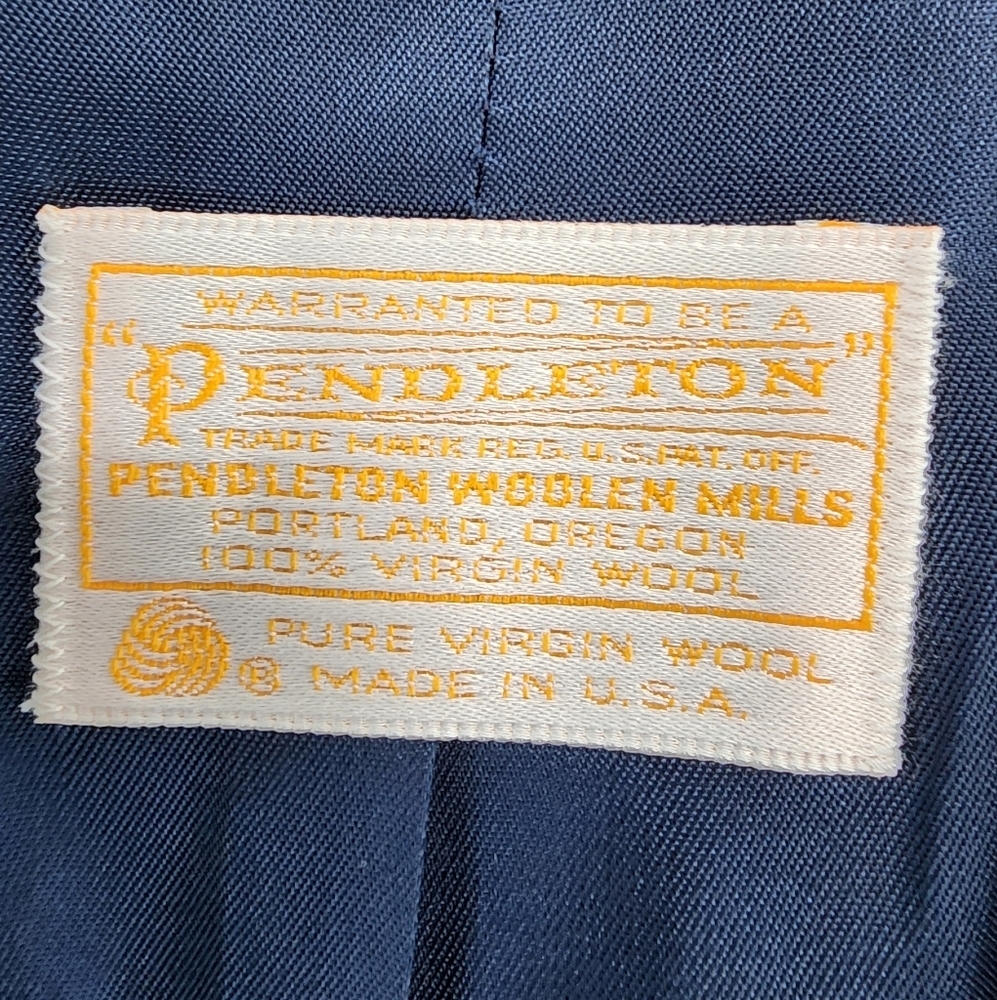 WARRANTED TO BE A
"PENDLETON"
TRADE MARK REG. U.S.PAT. OFF.
PENDLETON WOOLEN MILLS
PORTLAND, OREGON
100% VIRGIN WOOL
PURE VIRGIN WOOL
® MADE IN U.S.A.